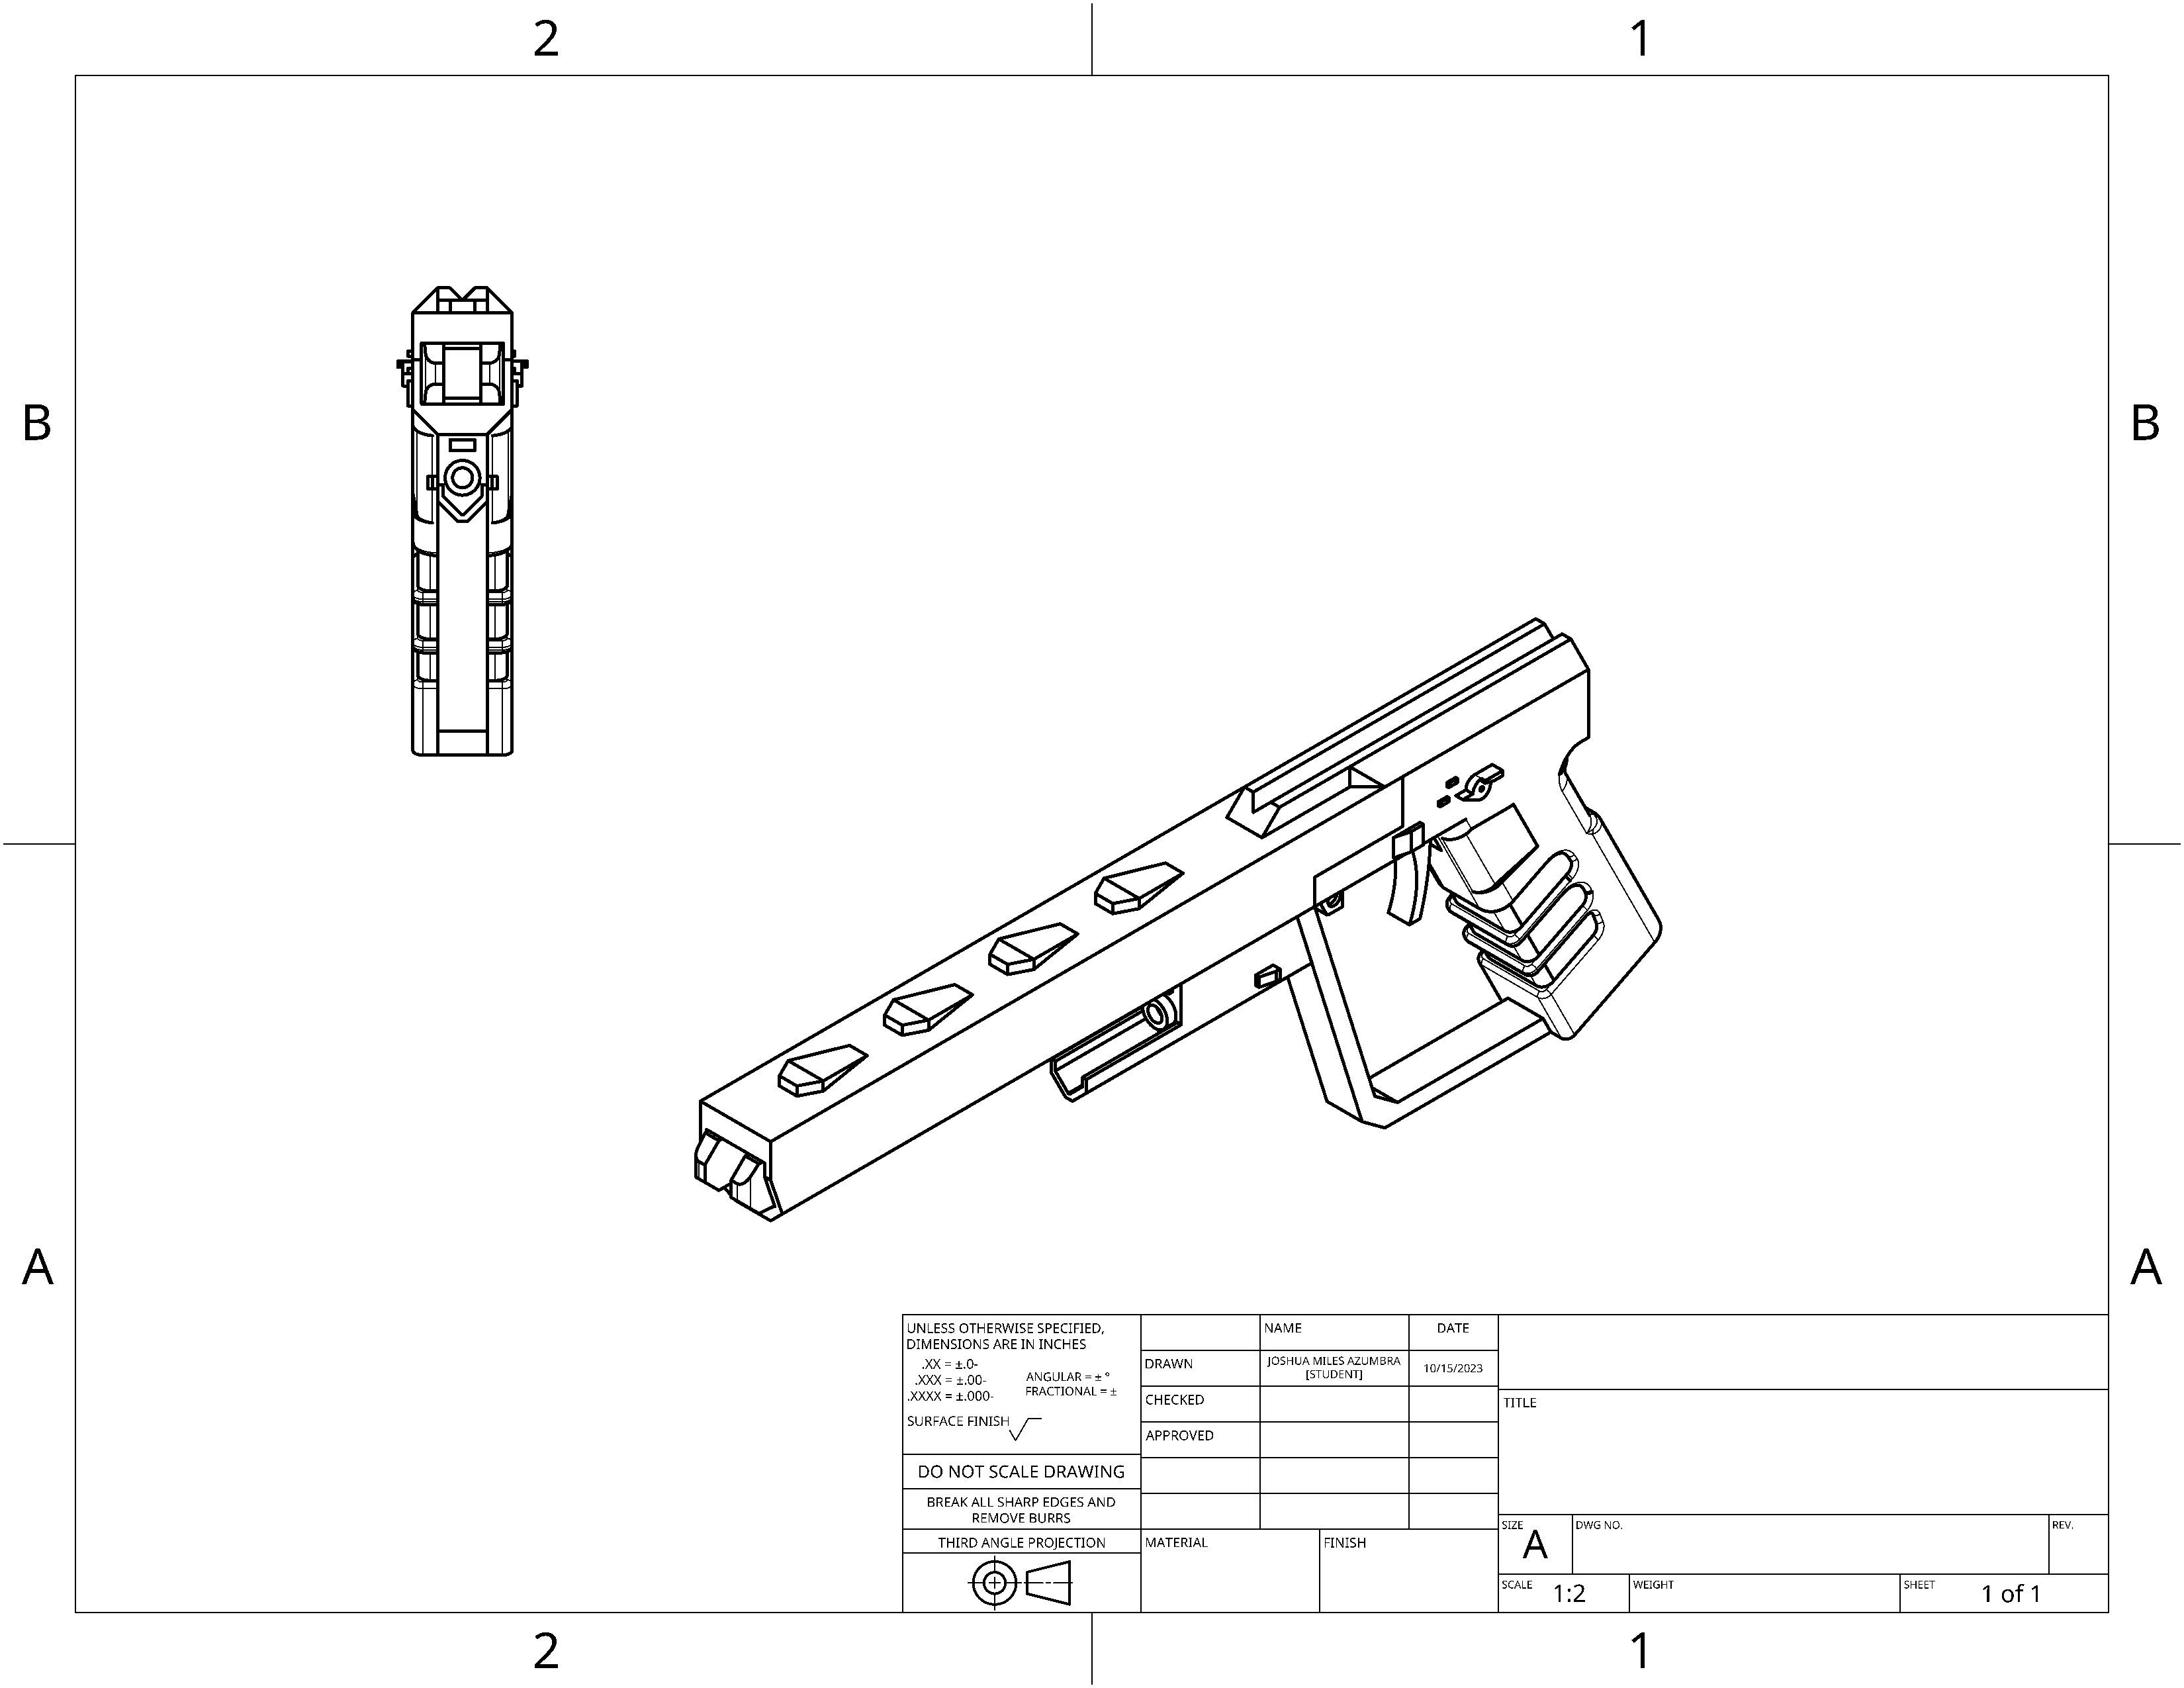 2 1
B B
A A
UNLESS OTHERWISE SPECIFIED,
DIMENSIONS ARE IN INCHES
.XX = ±.0-
.XXX = ±.00-
.XXXX = ±.000-
ANGULAR = ± °
FRACTIONAL = ±
SURFACE FINISH
DO NOT SCALE DRAWING
BREAK ALL SHARP EDGES AND
REMOVE BURRS
THIRD ANGLE PROJECTION
NAME DATE
DRAWN JOSHUA MILES AZUMBRA
[STUDENT] 10/15/2023
CHECKED
APPROVED
MATERIAL FINISH
TITLE
SIZE A DWG NO. REV.
SCALE 1:2 WEIGHT SHEET 1 of 1
2 1